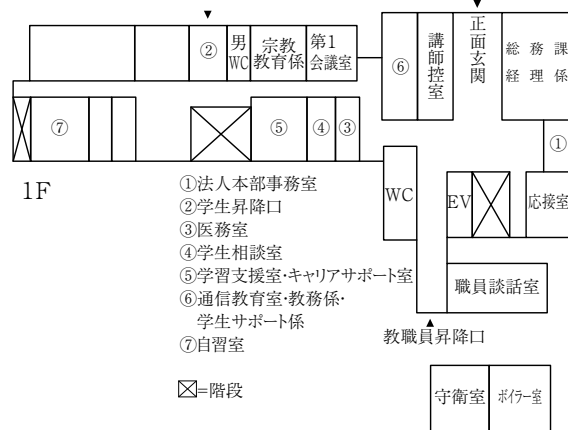 ▼
②
男
WC
宗教
教育係
第1
会議室
⑥
講師控室
▼
正面玄関
総務課
経理係
①
⑦
⑤
④
③
1F
WC
EV
応接室
職員談話室
①法人本部事務室
②学生昇降口
③医務室
④学生相談室
⑤学習支援室・キャリアサポート室
⑥通信教育室・教務係・
学生サポート係
⑦自習室
=階段
▲
教職員昇降口
守衛室
ボイラー室